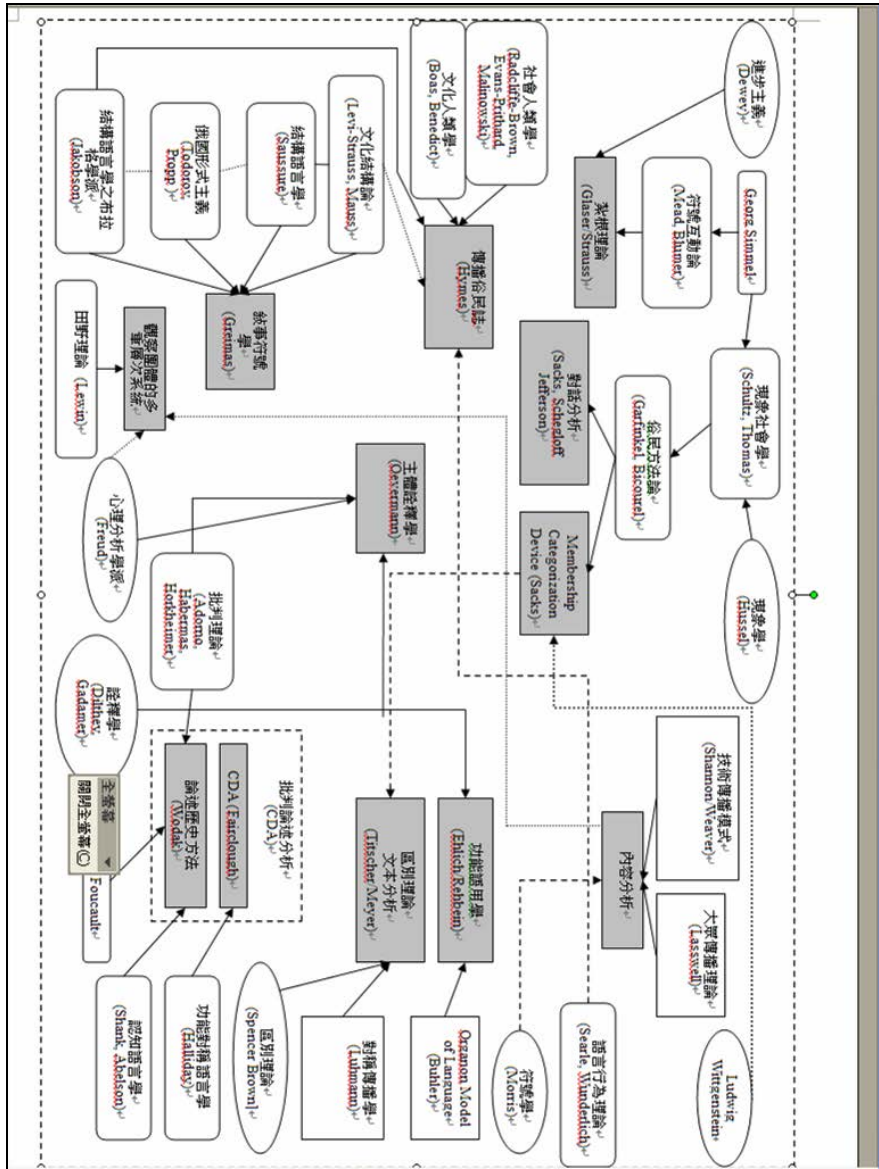 進步主義
(Dewey)
Georg Simmel
現象社會學
(Schultz, Thomas)
現象學
(Hussel)
技術傳播模式
(Shannon/Weaver)
大眾傳播理論
(Lasswell)
Ludwig
Wittgenstein
符號互動論
(Mead, Blumer)
紮根理論
(Glaser/Strauss)
俗民方法論
(Garfinkel, Bicourel)
內容分析
語言行為理論
(Searle, Wunderlich)
對話分析
(Sacks, Schegloff
Jefferson)
Membership
Categorization
Device (Sacks)
符號學
(Morris)
社會人類學
(Radcliffe-Brown,
Evans-Prithard,
Malinowski)
文化人類學
(Boas, Benedict)
傳播俗民誌
(Hymes)
功能語用學
(Ehlich/Rehbein)
Organon Model
of Language
(Buhler)
文化結構論
(Levi-Strauss, Mauss)
主體詮釋學
(Oevermann)
區別理論
文本分析
(Titscher/Meyer)
對稱傳播學
(Luhmann)
結構語言學
(Saussure)
敘事符號
學
(Greimas)
批判論述分析
(CDA)
區別理論
(Spencer Brown]
俄國形式主義
(Todorov,
Propp)
觀察團體的多
重層次系統
批判理論
(Adorno,
Habermas,
Horkheimer)
CDA (Fairclough)
論述歷史方法
(Wodak)
功能對稱語言學
(Halliday)
結構語言學之布拉
格學派
(Jakobson)
田野理論 (Lewin)
心理分析學派
(Freud)
詮釋學
(Dilthey,
Gadamer)
全螢幕
關閉全螢幕(C)
Foucault
認知語言學
(Shank, Abelson)